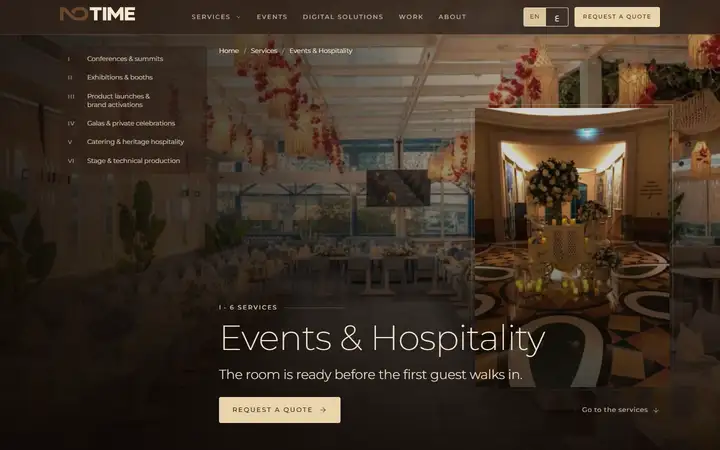 NOTIME
SERVICES
EVENTS
DIGITAL SOLUTIONS
WORK
ABOUT
EN
ع
REQUEST A QUOTE
Home / Services / Events & Hospitality
I Conferences & summits
II Exhibitions & booths
III Product launches &
brand activations
IV Galas & private celebrations
V Catering & heritage hospitality
VI Stage & technical production
I · 6 SERVICES
Events & Hospitality
The room is ready before the first guest walks in.
REQUEST A QUOTE →
Go to the services ↓